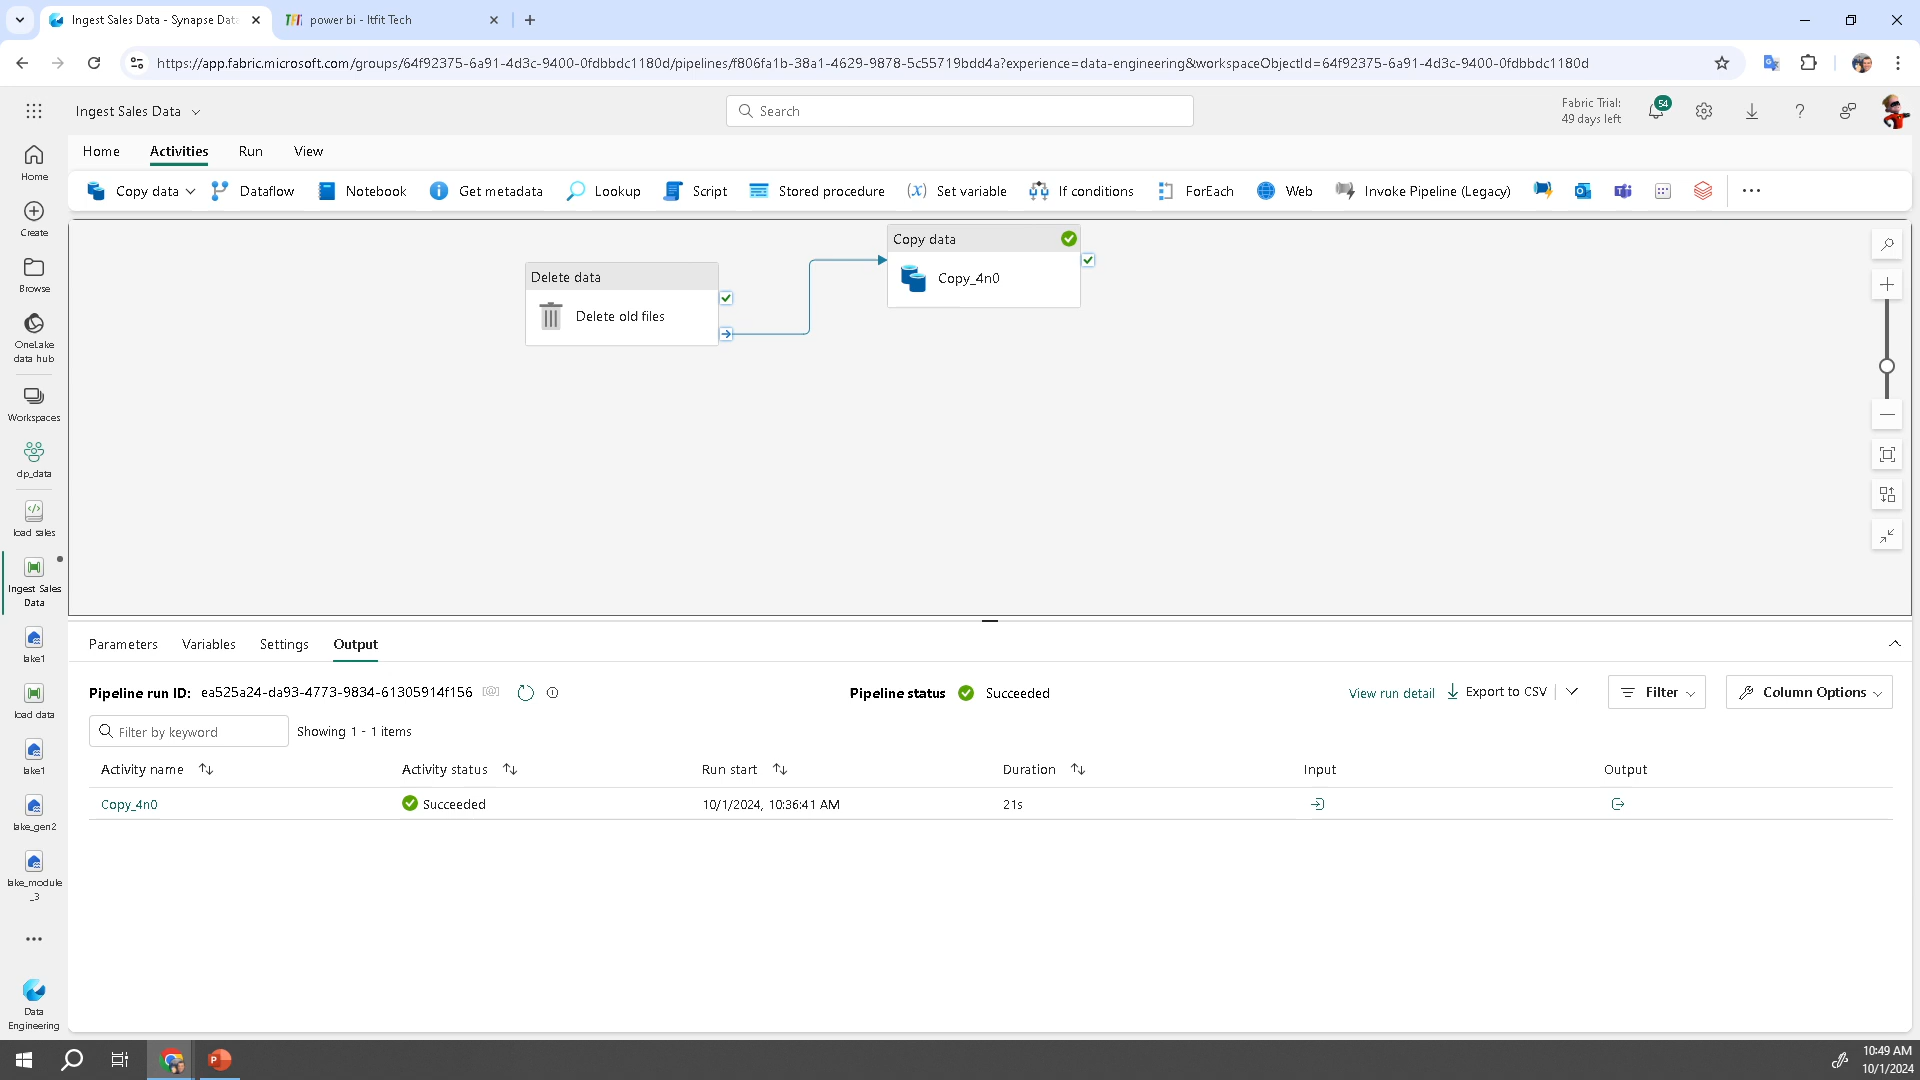 Ingest Sales Data - Synapse Data
power bi - Itfit Tech
https://app.fabric.microsoft.com/groups/64f92375-6a91-4d3c-9400-0fdbbdc1180d/pipelines/f806fa1b-38a1-4629-9878-5c55719bdd4a?experience=data-engineering&workspaceObjectId=64f92375-6a91-4d3c-9400-0fdbbdc1180d
Ingest Sales Data
Search
Fabric Trial:
49 days left
54
Home
Activities
Run
View
Copy data
Dataflow
Notebook
Get metadata
Lookup
Script
Stored procedure
(x) Set variable
If conditions
ForEach
Web
Invoke Pipeline (Legacy)
Home
Create
Browse
OneLake
data hub
Workspaces
dp_data
load sales
Ingest Sales
Data
lake1
load data
lake1
lake_gen2
lake_module
_3
Data
Engineering
Delete data
Delete old files
Copy data
Copy_4n0
Parameters
Variables
Settings
Output
Pipeline run ID: ea525a24-da93-4773-9834-61305914f156
Pipeline status
Succeeded
View run detail
Export to CSV
Filter
Column Options
Filter by keyword
Showing 1 - 1 items
Activity name
Activity status
Run start
Duration
Input
Output
Copy_4n0
Succeeded
10/1/2024, 10:36:41 AM
21s
10:49 AM
10/1/2024